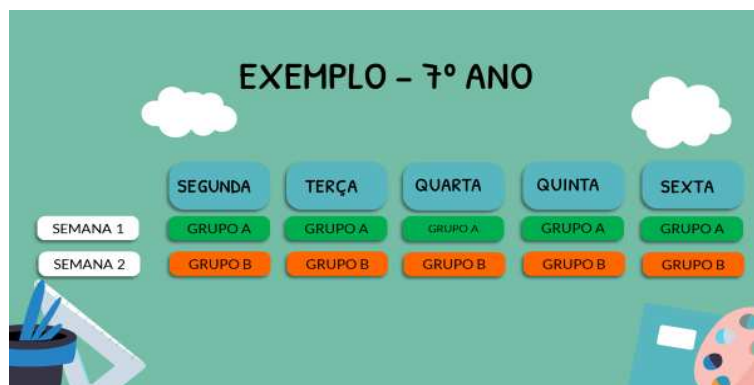 EXEMPLO - 7º ANO
SEGUNDA TERÇA QUARTA QUINTA SEXTA
SEMANA 1 GRUPO A GRUPO A GRUPO A GRUPO A GRUPO A
SEMANA 2 GRUPO B GRUPO B GRUPO B GRUPO B GRUPO B